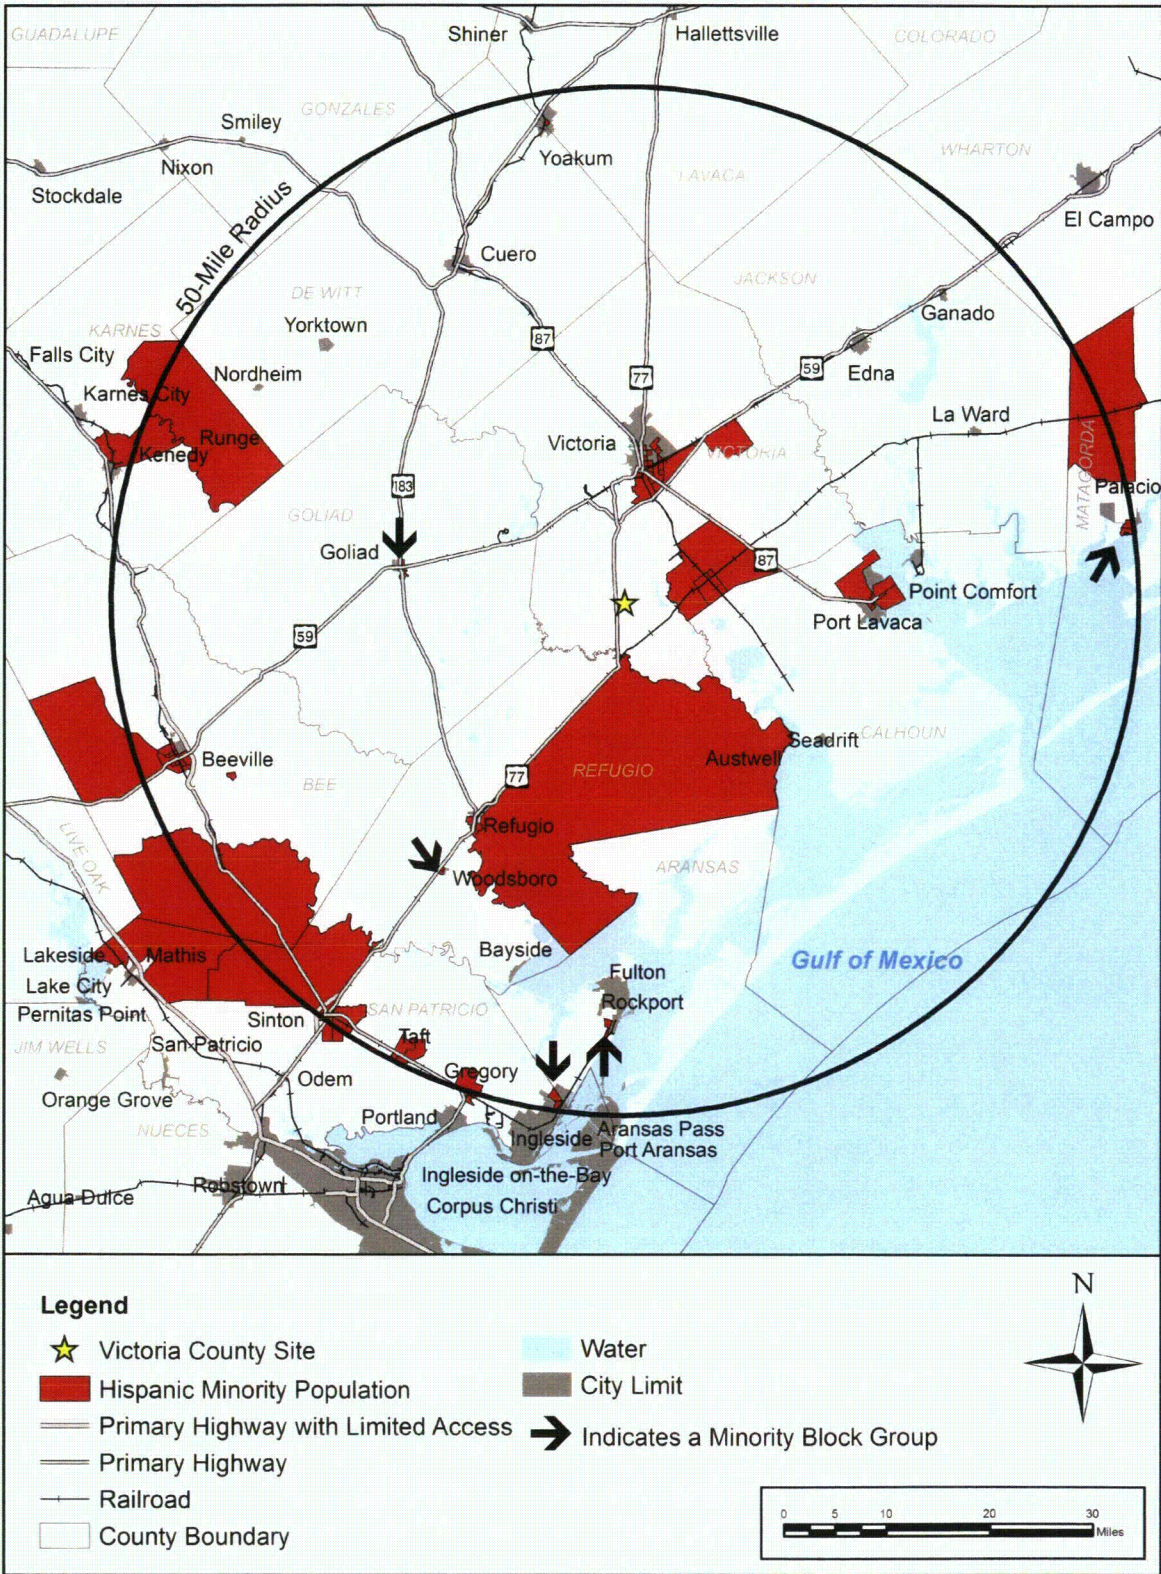 GUADALUPE
Shiner
Hallettsville
COLORADO
GONZALES
Smiley
Nixon
Stockdale
Yoakum
LAVACA
WHARTON
El Campo
50-Mile Radius
Cuero
JACKSON
DE WITT
Ganado
KARNES
Yorktown
87
Falls City
Nordheim
77
59
Edna
Karnes City
La Ward
Runge
Victoria
Kenedy
VICTORIA
MATAGORDA
183
Palacio
GOLIAD
Goliad
87
Point Comfort
Port Lavaca
59
Seadrift
CALHOUN
Beeville
Austwell
REFUGIO
77
BEE
LIVE OAK
Refugio
Woodsboro
ARANSAS
Lakeside
Mathis
Bayside
Gulf of Mexico
Lake City
Fulton
Rockport
Pernitas Point
Sinton
SAN PATRICIO
JIM WELLS
San Patricio
Taft
Gregory
Odem
Orange Grove
Portland
NUECES
Ingleside
Aransas Pass
Port Aransas
Ingleside on-the-Bay
Agua Dulce
Robstown
Corpus Christi
Legend
Victoria County Site
Hispanic Minority Population
Primary Highway with Limited Access
Primary Highway
Railroad
County Boundary
Water
City Limit
Indicates a Minority Block Group
N
0 5 10 20 30
Miles